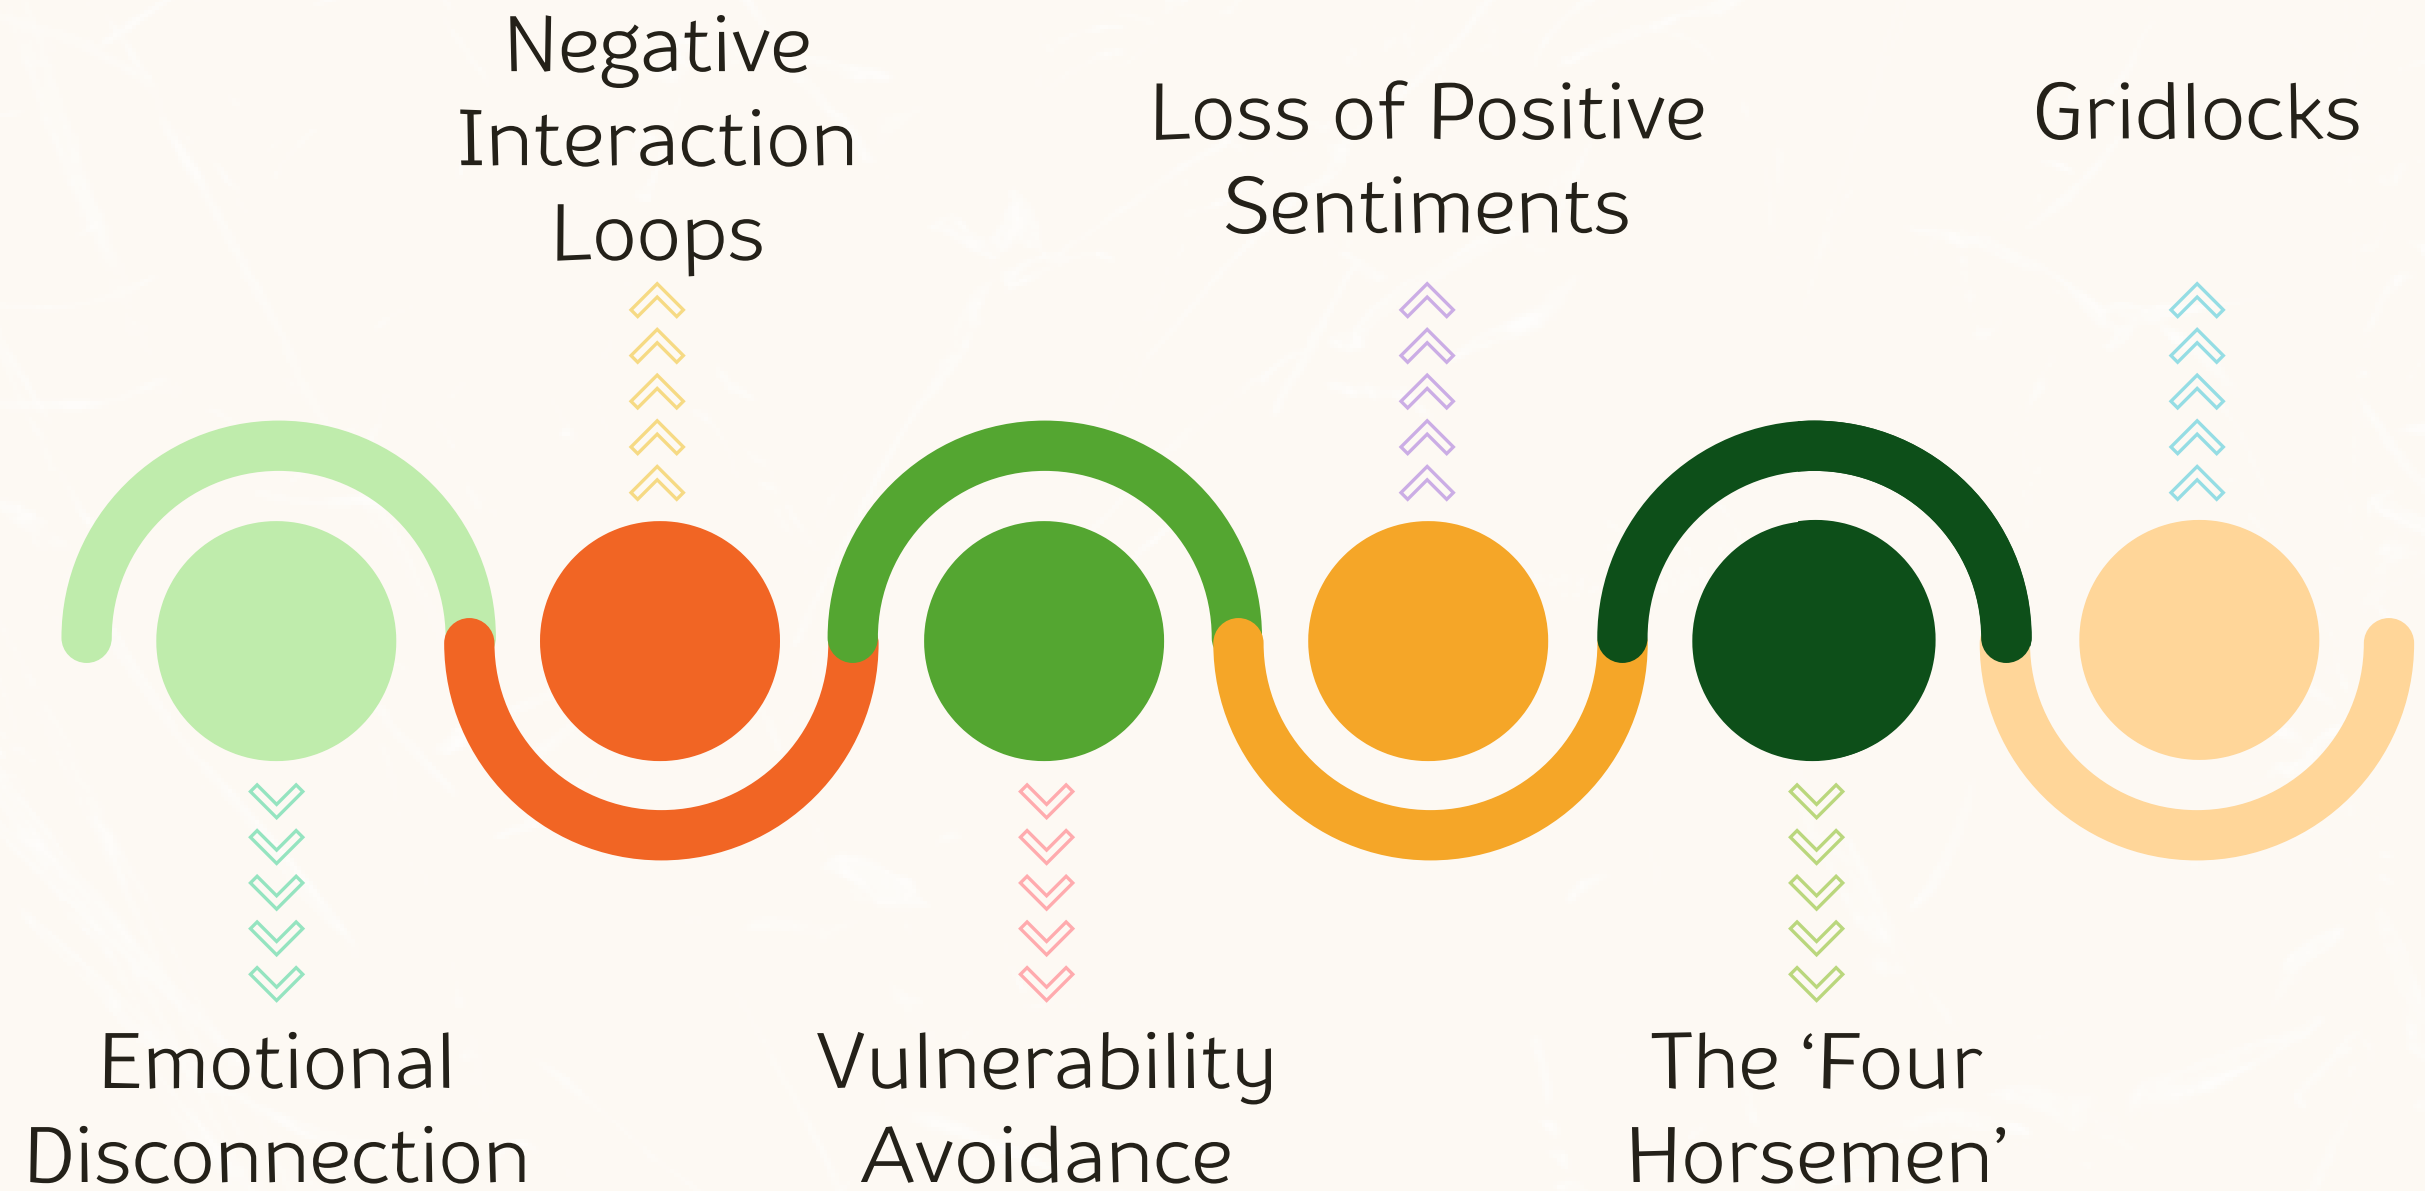 Negative
Interaction
Loops
Loss of Positive
Sentiments
Gridlocks
Emotional
Disconnection
Vulnerability
Avoidance
The ‘Four
Horsemen’